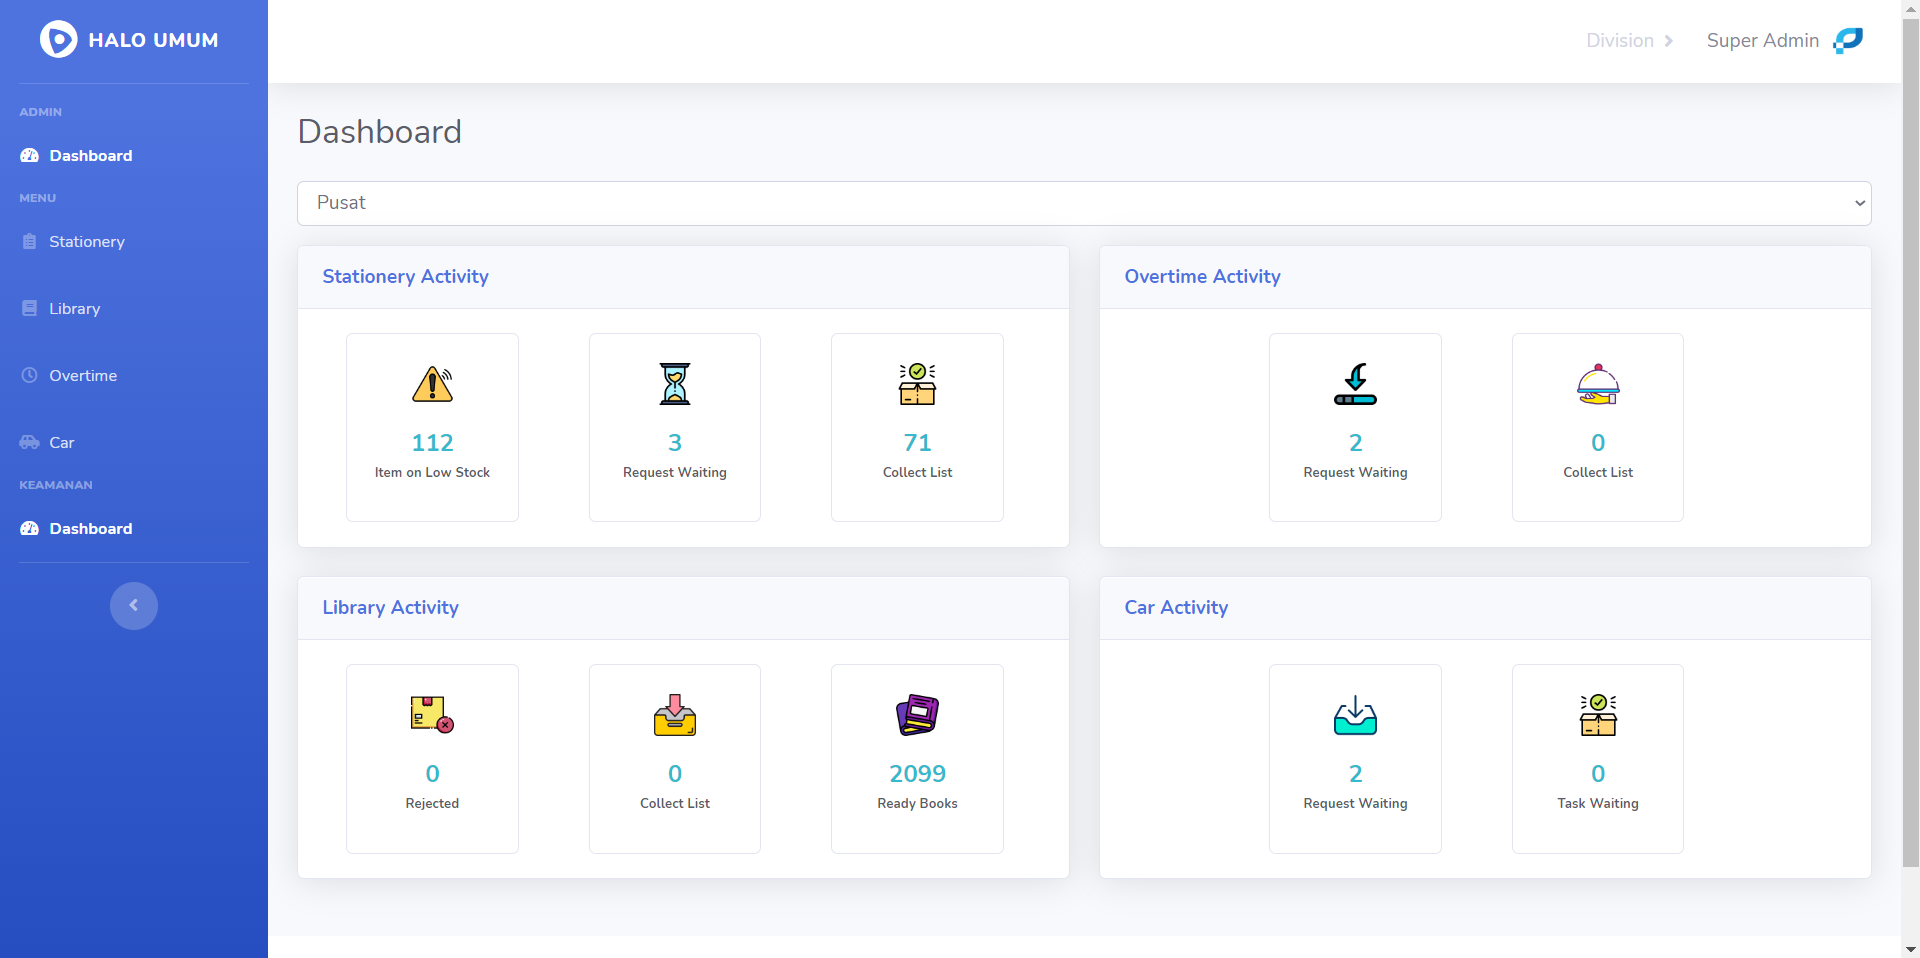 HALO UMUM
Division
Super Admin
ADMIN
Dashboard
MENU
Stationery
Library
Overtime
Car
KEAMANAN
Dashboard
Dashboard
Pusat
Stationery Activity
112
Item on Low Stock
3
Request Waiting
71
Collect List
Overtime Activity
2
Request Waiting
0
Collect List
Library Activity
0
Rejected
0
Collect List
2099
Ready Books
Car Activity
2
Request Waiting
0
Task Waiting